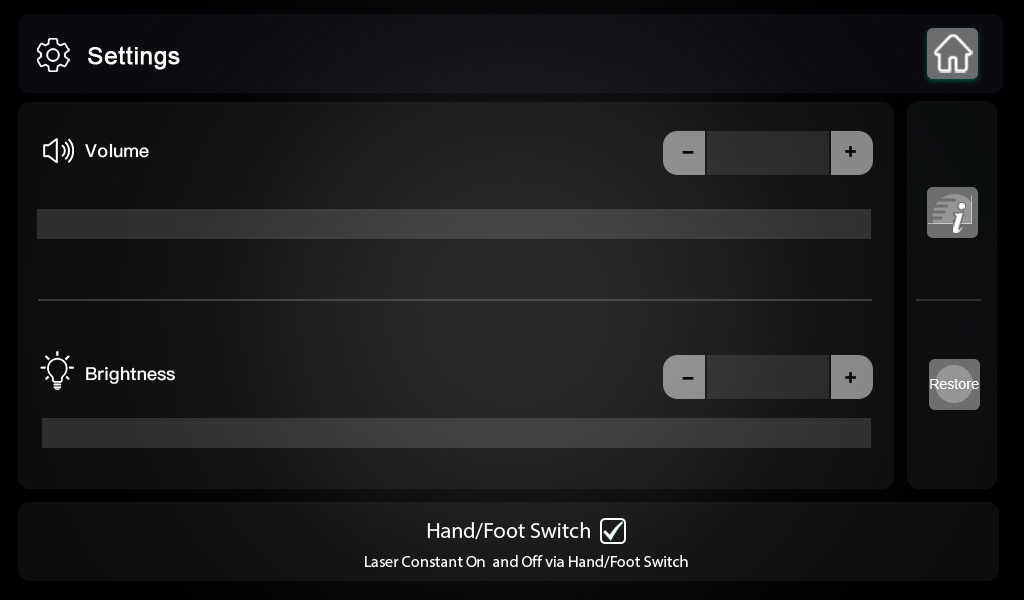 Settings
Volume
- +
i
Brightness
- +
Restore
Hand/Foot Switch
Laser Constant On and Off via Hand/Foot Switch